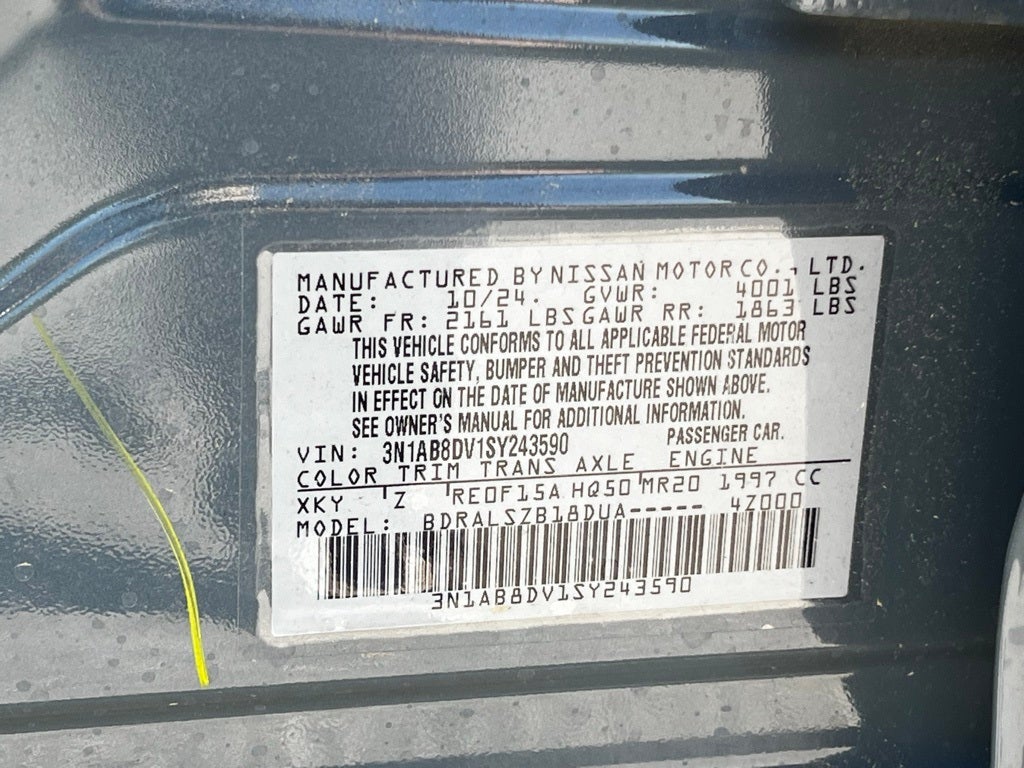 MANUFACTURED BY NISSAN MOTOR CO., LTD.
DATE: 10/24. GVWR: 4001 LBS
GAWR FR: 2161 LBS GAWR RR: 1863 LBS
THIS VEHICLE CONFORMS TO ALL APPLICABLE FEDERAL MOTOR
VEHICLE SAFETY, BUMPER AND THEFT PREVENTION STANDARDS
IN EFFECT ON THE DATE OF MANUFACTURE SHOWN ABOVE.
SEE OWNER'S MANUAL FOR ADDITIONAL INFORMATION.
VIN: 3N1AB8DV1SY243590 PASSENGER CAR.
COLOR TRIM TRANS AXLE ENGINE
XKY Z RE0F15A HQ50 MR20 1997 CC
MODEL: BDRALSZB18DUA----- 4Z000
3N1AB8DV1SY243590